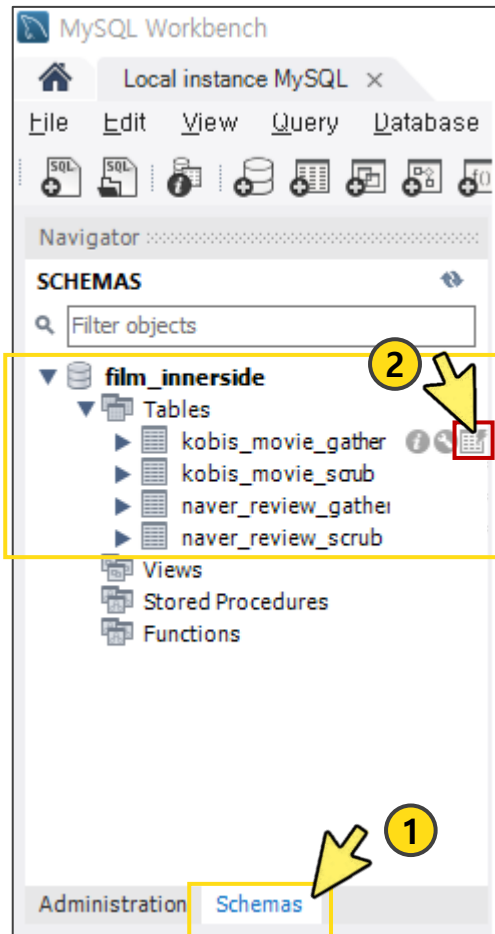 MySQL Workbench
Local instance MySQL
File Edit View Query Database
SQL SQL f()
Navigator
SCHEMAS
Filter objects
2
film_innerside
Tables
kobis_movie_gather
kobis_movie_scrub
naver_review_gather
naver_review_scrub
Views
Stored Procedures
Functions
1
Administration Schemas